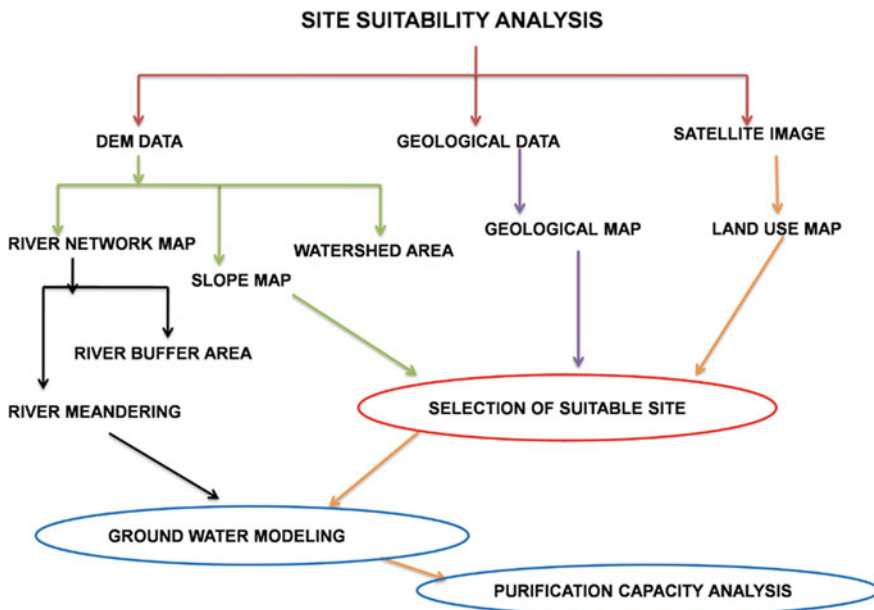 SITE SUITABILITY ANALYSIS
DEM DATA
GEOLOGICAL DATA
SATELLITE IMAGE
RIVER NETWORK MAP
WATERSHED AREA
GEOLOGICAL MAP
LAND USE MAP
SLOPE MAP
RIVER BUFFER AREA
RIVER MEANDERING
SELECTION OF SUITABLE SITE
GROUND WATER MODELING
PURIFICATION CAPACITY ANALYSIS